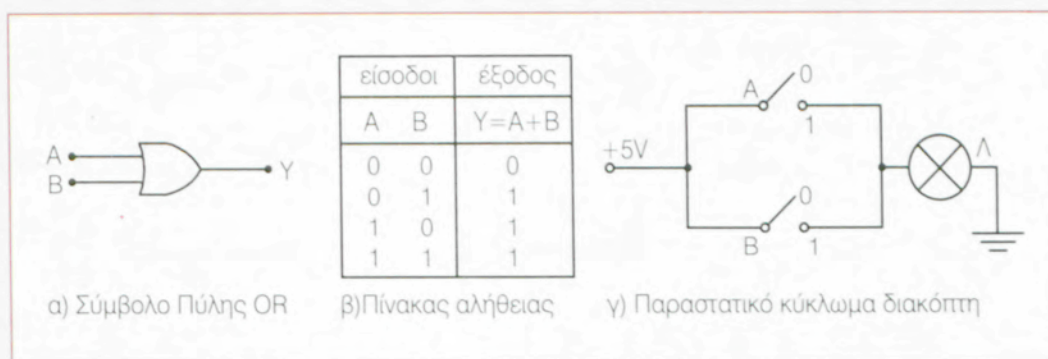 A
B
Y
είσοδοι έξοδος
A B Y=A+B
0 0 0
0 1 1
1 0 1
1 1 1
+5V
A 0
1
B 0
1
Λ
α) Σύμβολο Πύλης OR
β)Πίνακας αλήθειας
γ) Παραστατικό κύκλωμα διακόπτη